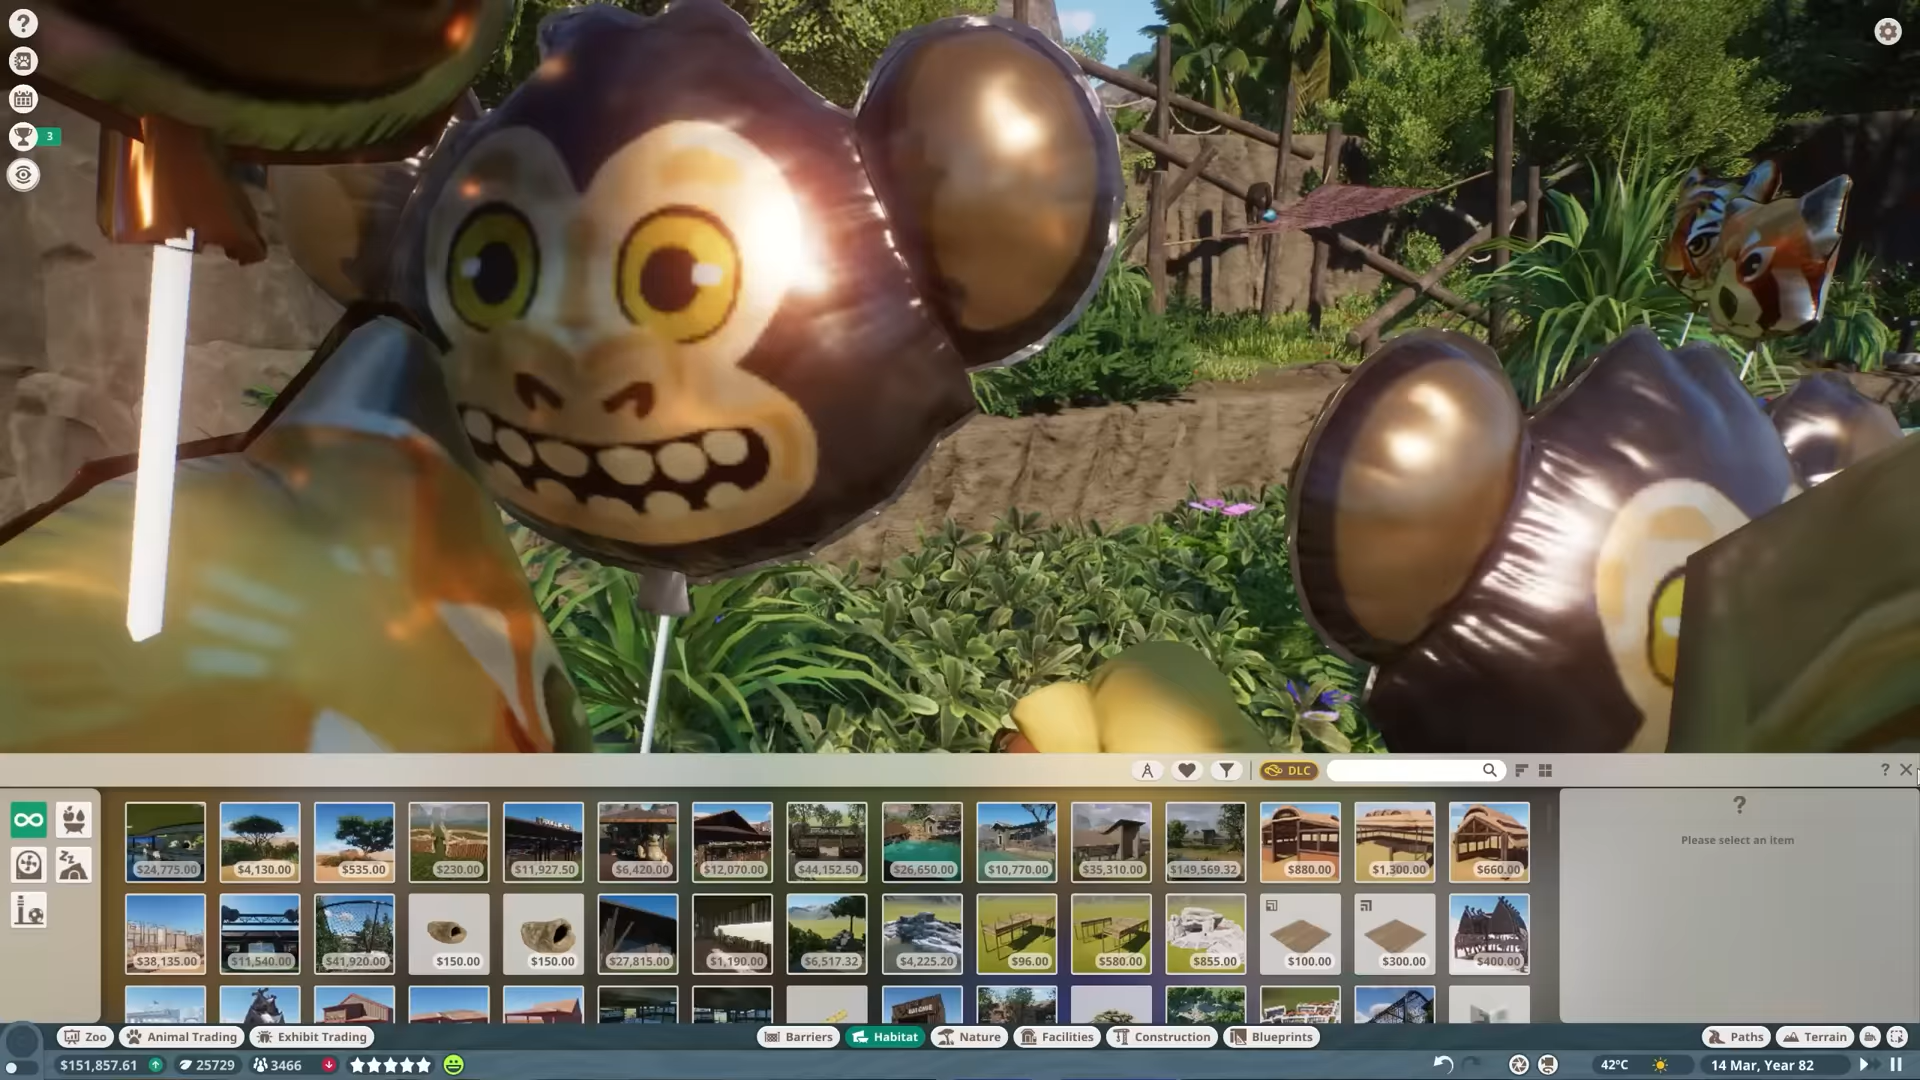 ?
3
DLC
? 
?
Please select an item
$24,775.00 $4,130.00 $535.00 $230.00 $11,927.50 $6,420.00 $12,070.00 $44,152.50 $26,650.00 $10,770.00 $35,310.00 $149,569.32 $880.00 $1,300.00 $660.00
$38,135.00 $11,540.00 $41,920.00 $150.00 $150.00 $27,815.00 $1,190.00 $6,517.32 $4,225.20 $96.00 $580.00 $855.00 $100.00 $300.00 $400.00
Zoo Animal Trading Exhibit Trading Barriers Habitat Nature Facilities Construction Blueprints Paths Terrain
$151,857.61 25729 3466 42°C 14 Mar, Year 82